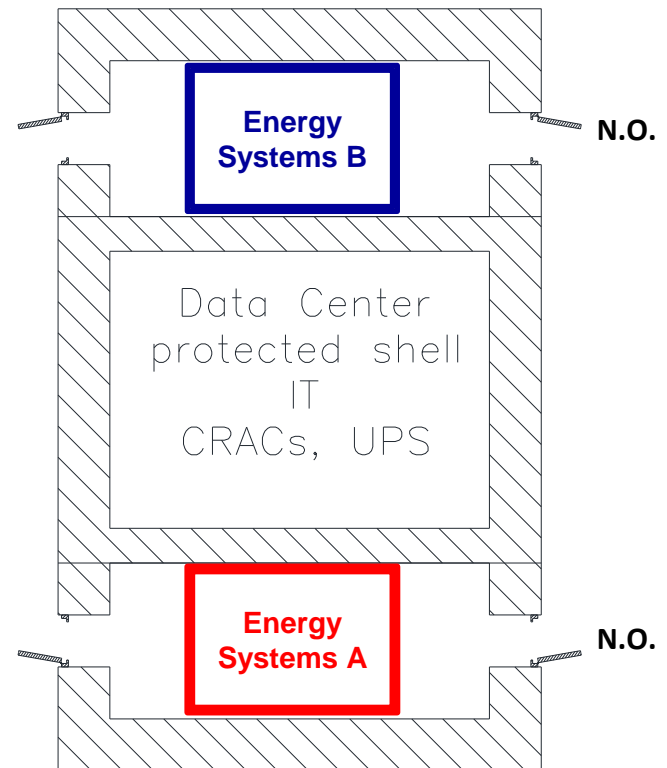 Energy
Systems B
N.O.
Data Center
protected shell
IT
CRACs, UPS
Energy
Systems A
N.O.